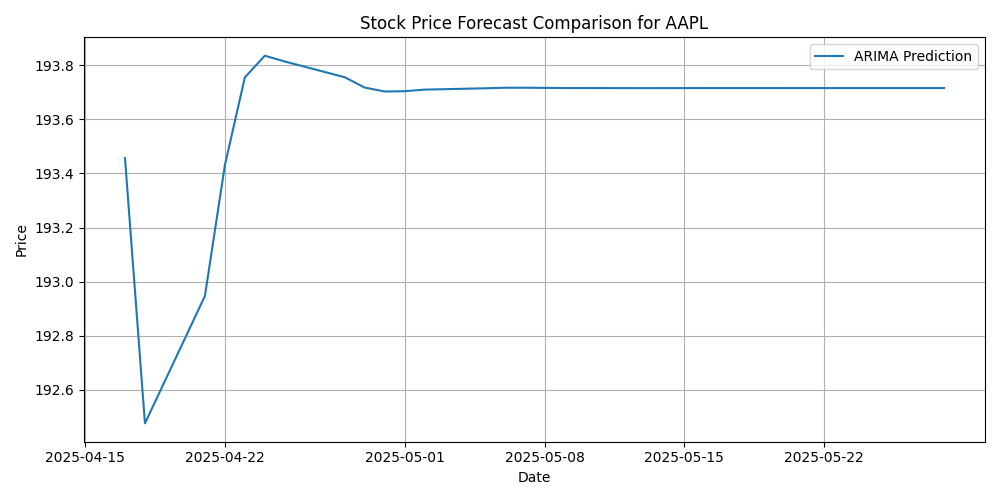 Stock Price Forecast Comparison for AAPL
ARIMA Prediction
Price
193.8
193.6
193.4
193.2
193.0
192.8
192.6
2025-04-15 2025-04-22 2025-05-01 2025-05-08 2025-05-15 2025-05-22
Date